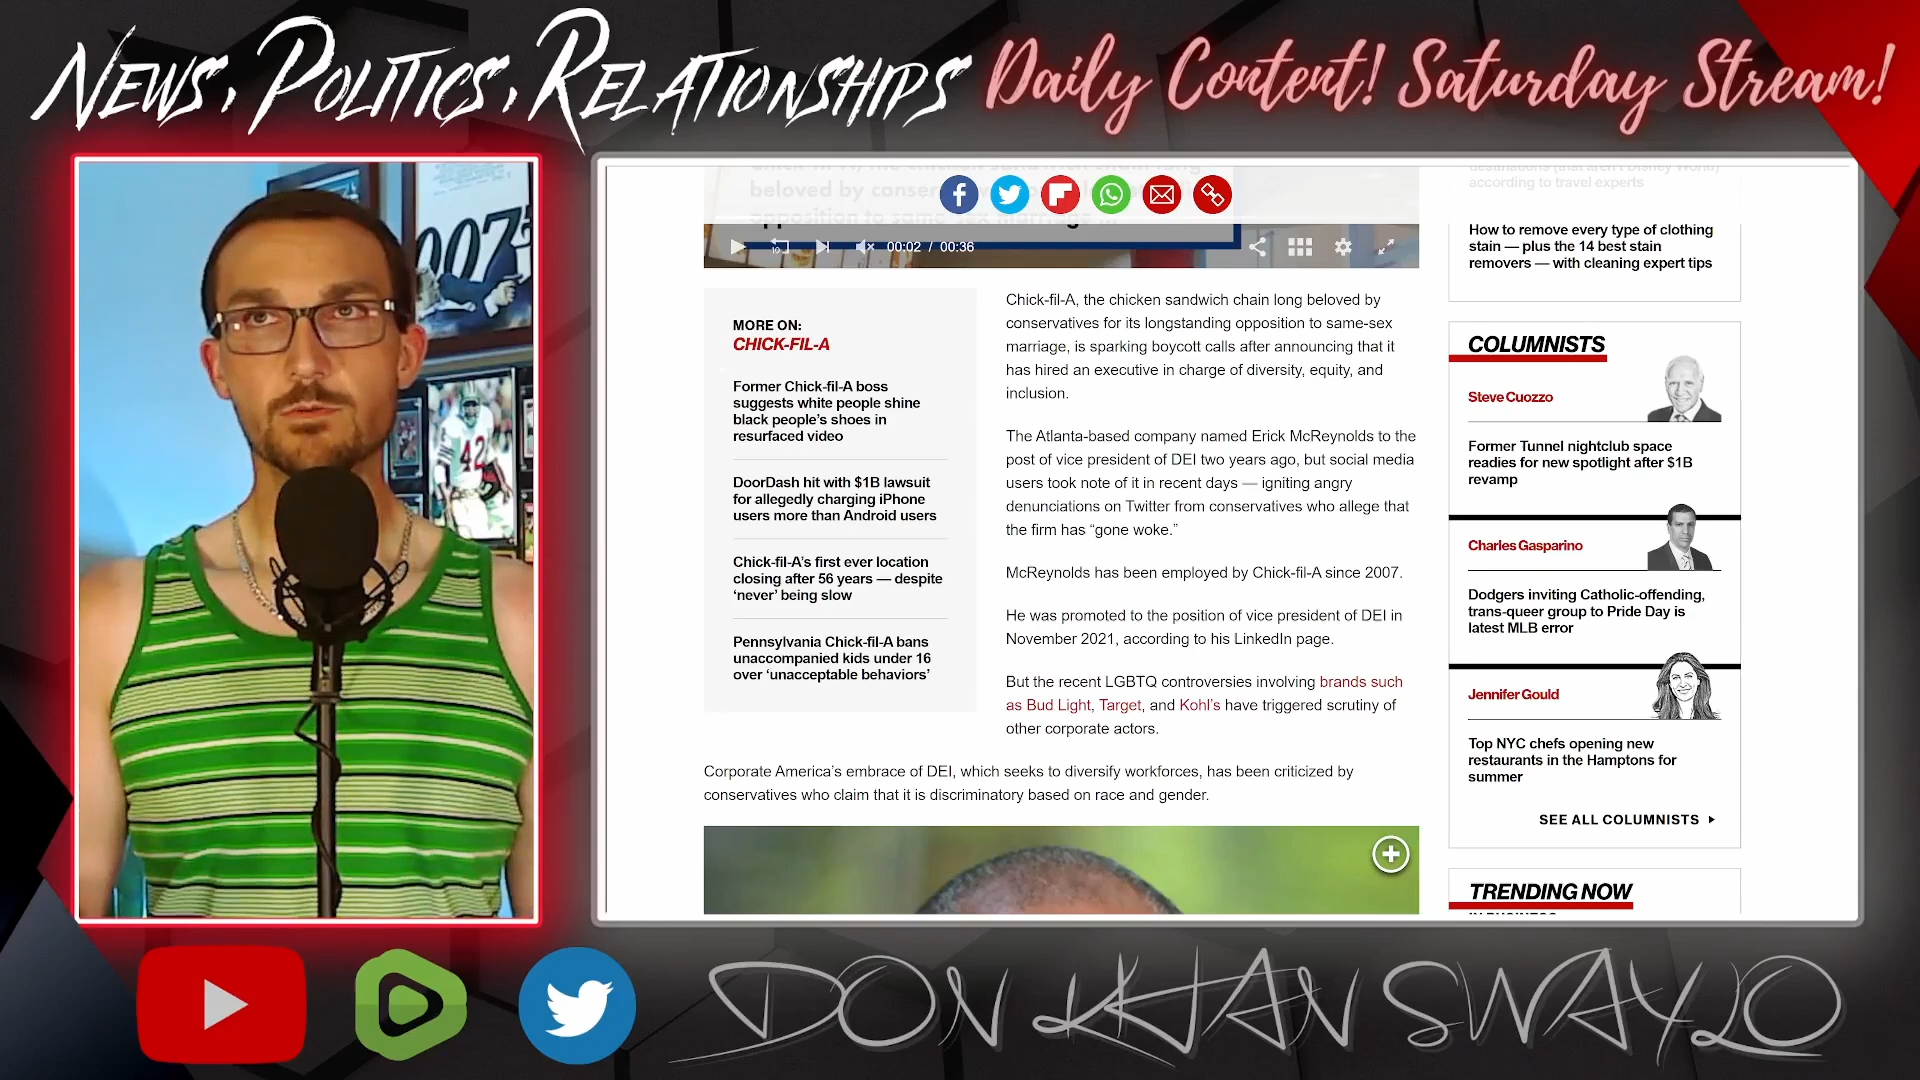 NEWS, POLITICS, RELATIONSHIPS
Daily Content! Saturday Stream!
007
42
beloved by conser
opposition to same sex marriage ...
00:02 / 00:36
according to travel experts
How to remove every type of clothing
stain — plus the 14 best stain
removers — with cleaning expert tips
MORE ON:
CHICK-FIL-A
Former Chick-fil-A boss
suggests white people shine
black people's shoes in
resurfaced video
DoorDash hit with $1B lawsuit
for allegedly charging iPhone
users more than Android users
Chick-fil-A's first ever location
closing after 56 years — despite
'never' being slow
Pennsylvania Chick-fil-A bans
unaccompanied kids under 16
over 'unacceptable behaviors'
Chick-fil-A, the chicken sandwich chain long beloved by
conservatives for its longstanding opposition to same-sex
marriage, is sparking boycott calls after announcing that it
has hired an executive in charge of diversity, equity, and
inclusion.
The Atlanta-based company named Erick McReynolds to the
post of vice president of DEI two years ago, but social media
users took note of it in recent days — igniting angry
denunciations on Twitter from conservatives who allege that
the firm has “gone woke.”
McReynolds has been employed by Chick-fil-A since 2007.
He was promoted to the position of vice president of DEI in
November 2021, according to his LinkedIn page.
But the recent LGBTQ controversies involving brands such
as Bud Light, Target, and Kohl's have triggered scrutiny of
other corporate actors.
Corporate America's embrace of DEI, which seeks to diversify workforces, has been criticized by
conservatives who claim that it is discriminatory based on race and gender.
COLUMNISTS
Steve Cuozzo
Former Tunnel nightclub space
readies for new spotlight after $1B
revamp
Charles Gasparino
Dodgers inviting Catholic-offending,
trans-queer group to Pride Day is
latest MLB error
Jennifer Gould
Top NYC chefs opening new
restaurants in the Hamptons for
summer
SEE ALL COLUMNISTS
TRENDING NOW
DON KHAN SWAYLO